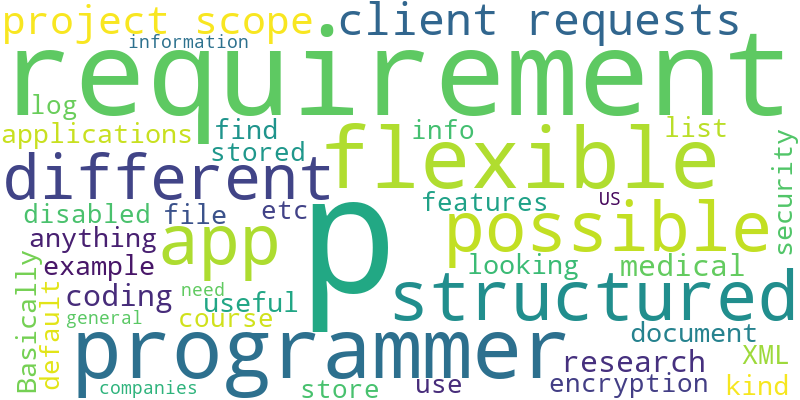 project scope
client requests
information
requirement
log
applications
find
info
list
stored
flexible
different
security
disabled
file
etc
p
features
US
possible
anything
app
example
looking
medical
Basically
default
coding
need
useful
structured
general
course
programmer
document
research
XML
companies
store
use
encryption
kind